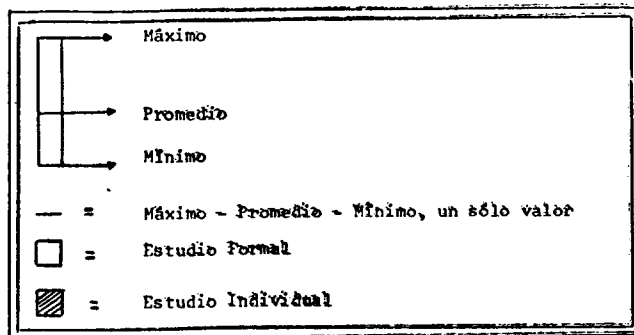 Máximo
Promedio
Mínimo
— = Máximo - Promedio - Mínimo, un sólo valor
= Estudio Formal
= Estudio Individual